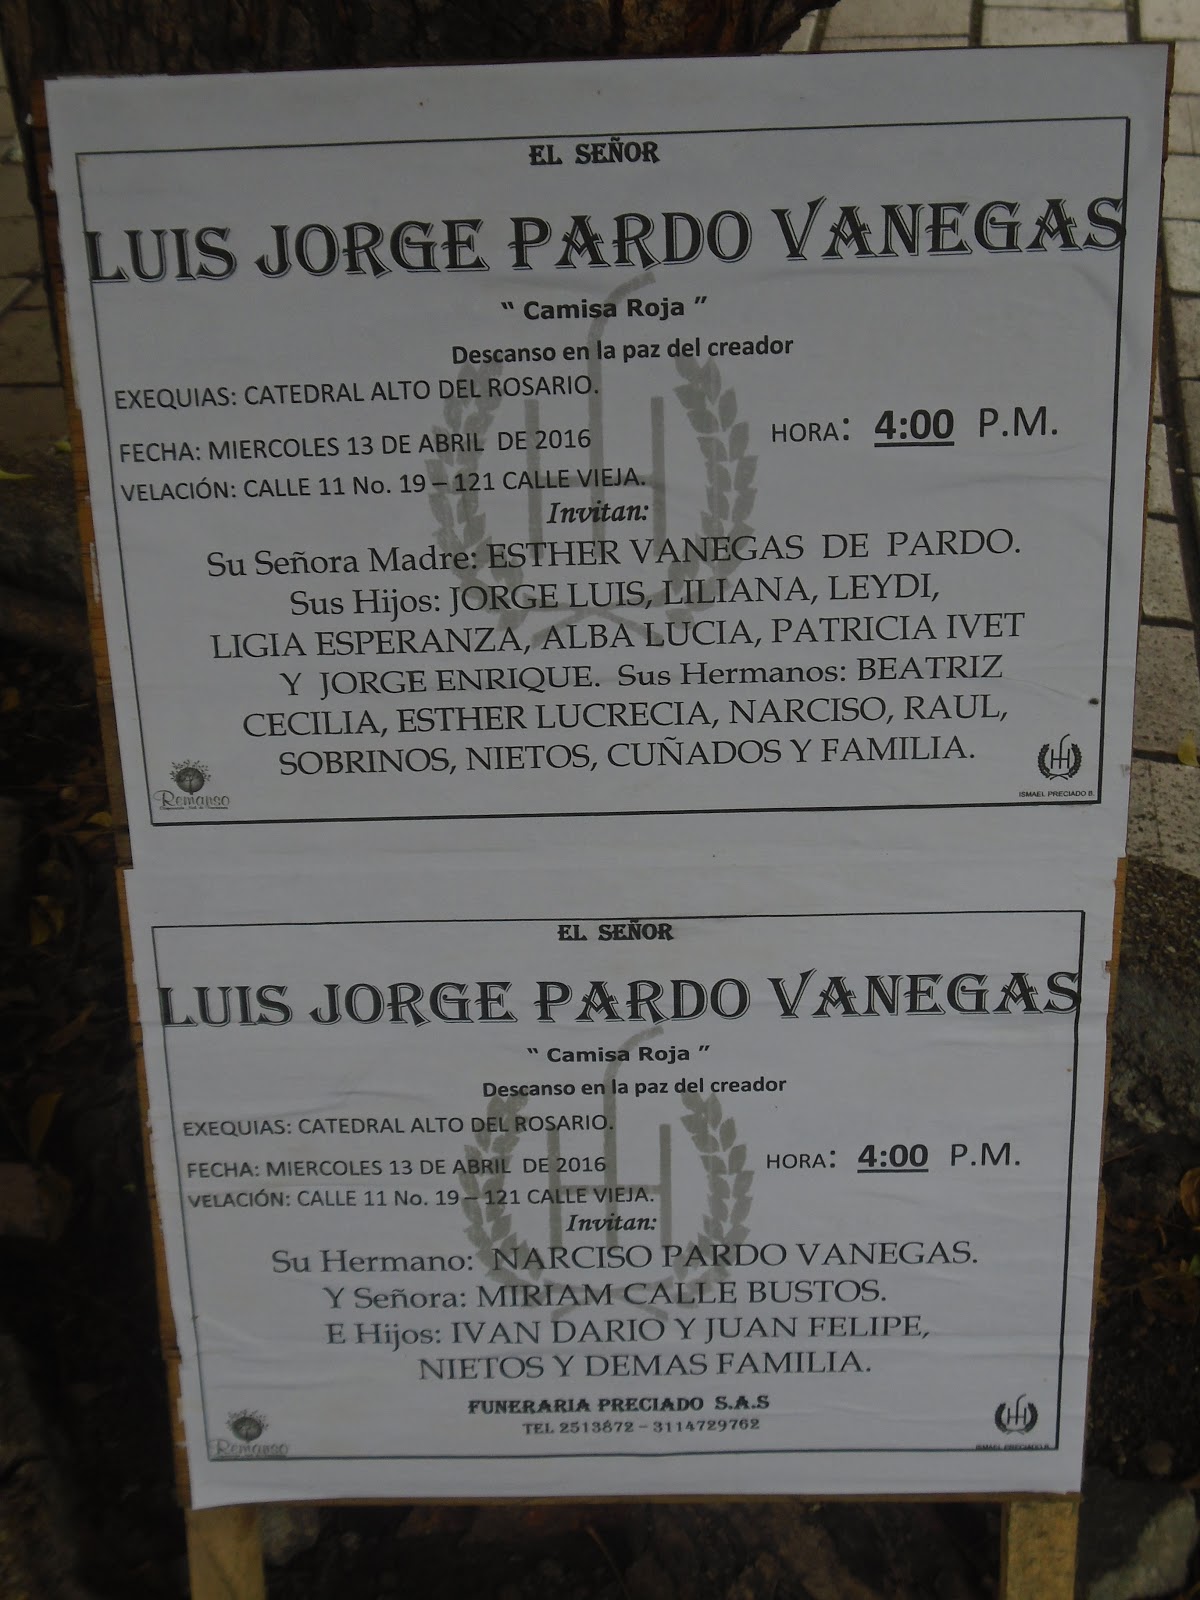 EL SEÑOR
LUIS JORGE PARDO VANEGAS
“ Camisa Roja ”
Descanso en la paz del creador
EXEQUIAS: CATEDRAL ALTO DEL ROSARIO.
FECHA: MIERCOLES 13 DE ABRIL DE 2016 HORA: 4:00 P.M.
VELACIÓN: CALLE 11 No. 19 – 121 CALLE VIEJA.
Invitan:
Su Señora Madre: ESTHER VANEGAS DE PARDO.
Sus Hijos: JORGE LUIS, LILIANA, LEYDI,
LIGIA ESPERANZA, ALBA LUCIA, PATRICIA IVET
Y JORGE ENRIQUE. Sus Hermanos: BEATRIZ
CECILIA, ESTHER LUCRECIA, NARCISO, RAUL,
SOBRINOS, NIETOS, CUÑADOS Y FAMILIA.
Remanso
ISMAEL PRECIADO B.
EL SEÑOR
LUIS JORGE PARDO VANEGAS
“ Camisa Roja ”
Descanso en la paz del creador
EXEQUIAS: CATEDRAL ALTO DEL ROSARIO.
FECHA: MIERCOLES 13 DE ABRIL DE 2016 HORA: 4:00 P.M.
VELACIÓN: CALLE 11 No. 19 – 121 CALLE VIEJA.
Invitan:
Su Hermano: NARCISO PARDO VANEGAS.
Y Señora: MIRIAM CALLE BUSTOS.
E Hijos: IVAN DARIO Y JUAN FELIPE,
NIETOS Y DEMAS FAMILIA.
FUNERARIA PRECIADO S.A.S
TEL 2513872 – 3114729762
Remanso
ISMAEL PRECIADO B.